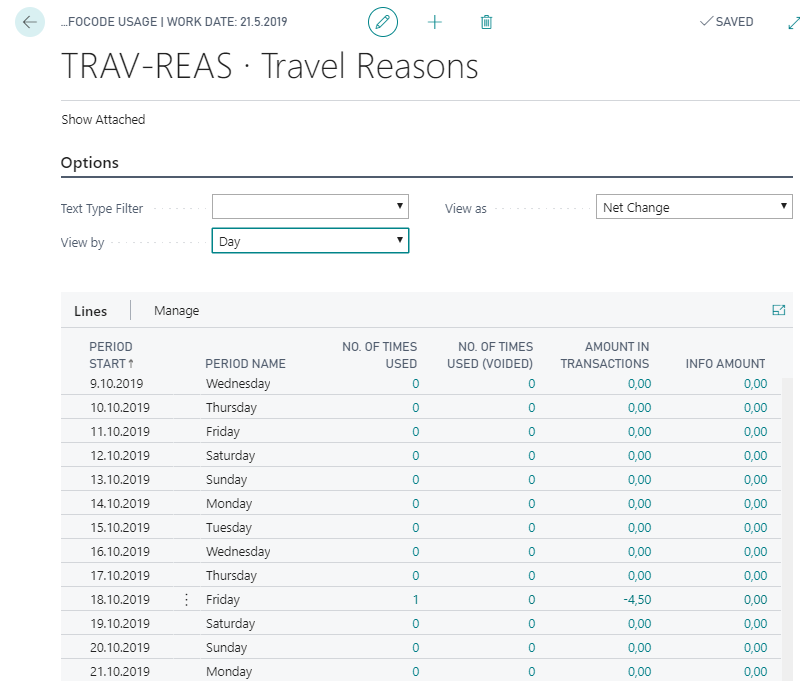 ...FOCODE USAGE | WORK DATE: 21.5.2019
SAVED
TRAV-REAS · Travel Reasons
Show Attached
Options
Text Type Filter
View as Net Change
View by Day
Lines Manage
PERIOD START↑ PERIOD NAME NO. OF TIMES USED NO. OF TIMES USED (VOIDED) AMOUNT IN TRANSACTIONS INFO AMOUNT
9.10.2019 Wednesday 0 0 0,00 0,00
10.10.2019 Thursday 0 0 0,00 0,00
11.10.2019 Friday 0 0 0,00 0,00
12.10.2019 Saturday 0 0 0,00 0,00
13.10.2019 Sunday 0 0 0,00 0,00
14.10.2019 Monday 0 0 0,00 0,00
15.10.2019 Tuesday 0 0 0,00 0,00
16.10.2019 Wednesday 0 0 0,00 0,00
17.10.2019 Thursday 0 0 0,00 0,00
18.10.2019 Friday 1 0 -4,50 0,00
19.10.2019 Saturday 0 0 0,00 0,00
20.10.2019 Sunday 0 0 0,00 0,00
21.10.2019 Monday 0 0 0,00 0,00